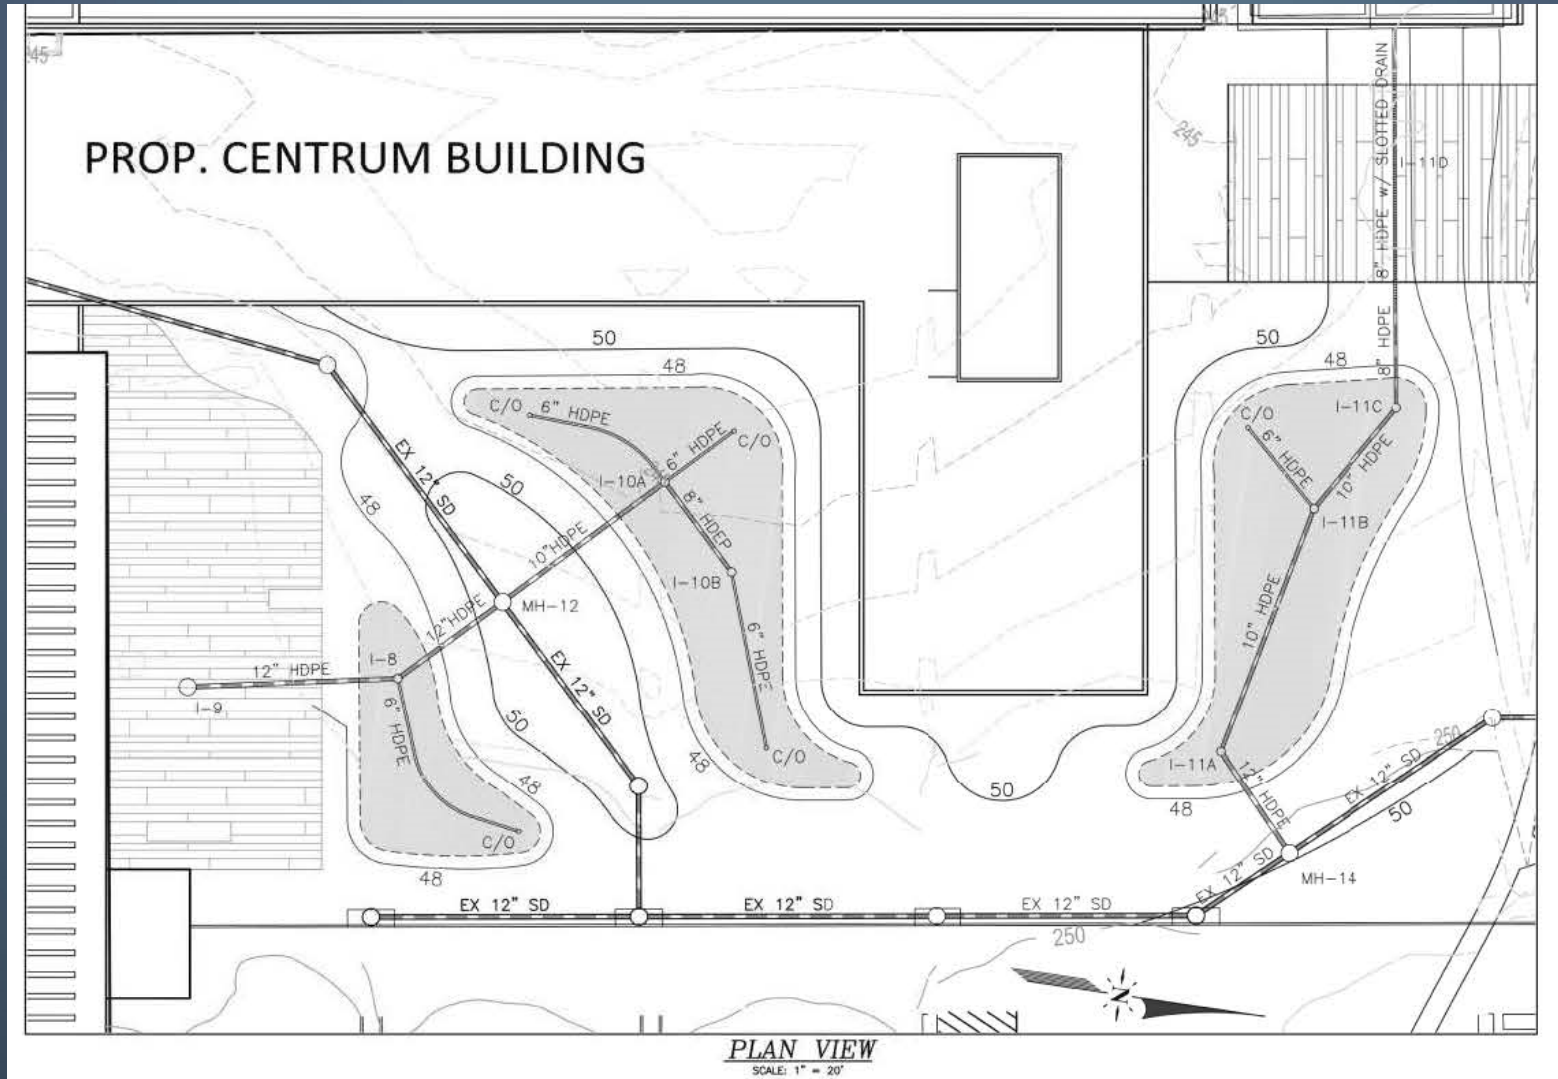 245
245
245
PROP. CENTRUM BUILDING
8" HDPE w/ SLOTTED DRAIN
I-11D
8" HDPE
50
50
48
48
C/O
6" HDPE
6" HDPE
C/O
I-10A
8" HDEP
10"HDPE
I-10B
6" HDPE
C/O
EX 12" SD
50
48
MH-12
12"HDPE
I-8
12" HDPE
I-9
6" HDPE
EX 12" SD
50
48
48
C/O
48
I-11C
C/O
6" HDPE
10" HDPE
I-11B
10" HDPE
I-11A
12" HDPE
48
50
250
EX 12" SD
50
EX 12" SD
MH-14
EX 12" SD
EX 12" SD
EX 12" SD
250
N
PLAN VIEW
SCALE: 1" = 20'